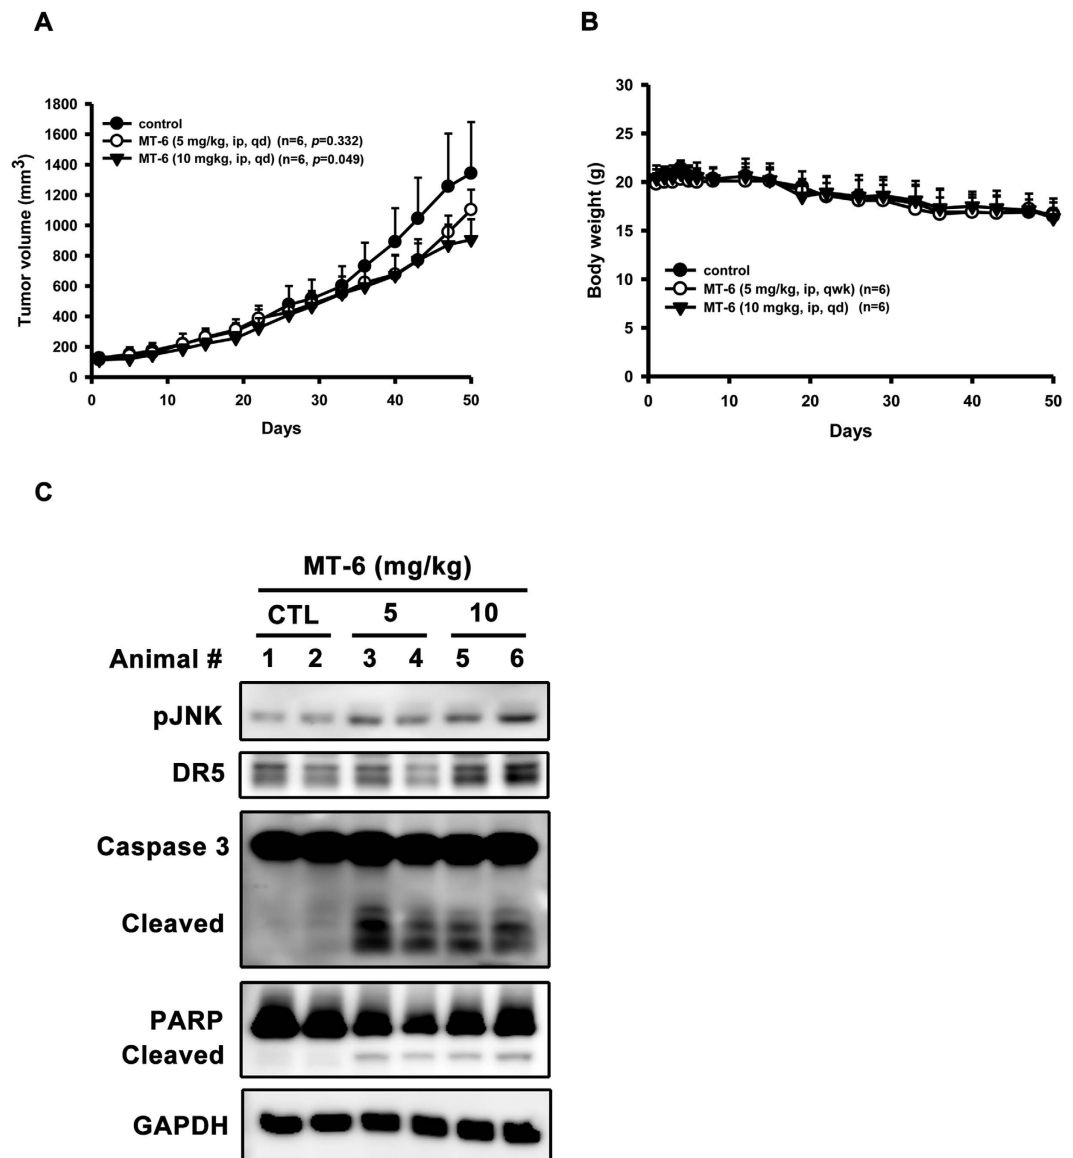 A
Tumor volume (mm3)
1800
1600
1400
1200
1000
800
600
400
200
0
control
MT-6 (5 mg/kg, ip, qd) (n=6, p=0.332)
MT-6 (10 mgkg, ip, qd) (n=6, p=0.049)
0 10 20 30 40 50
Days
B
Body weight (g)
30
25
20
15
10
5
0
control
MT-6 (5 mg/kg, ip, qwk) (n=6)
MT-6 (10 mgkg, ip, qd) (n=6)
0 10 20 30 40 50
Days
C
MT-6 (mg/kg)
CTL 5 10
Animal # 1 2 3 4 5 6
pJNK
DR5
Caspase 3
Cleaved
PARP
Cleaved
GAPDH